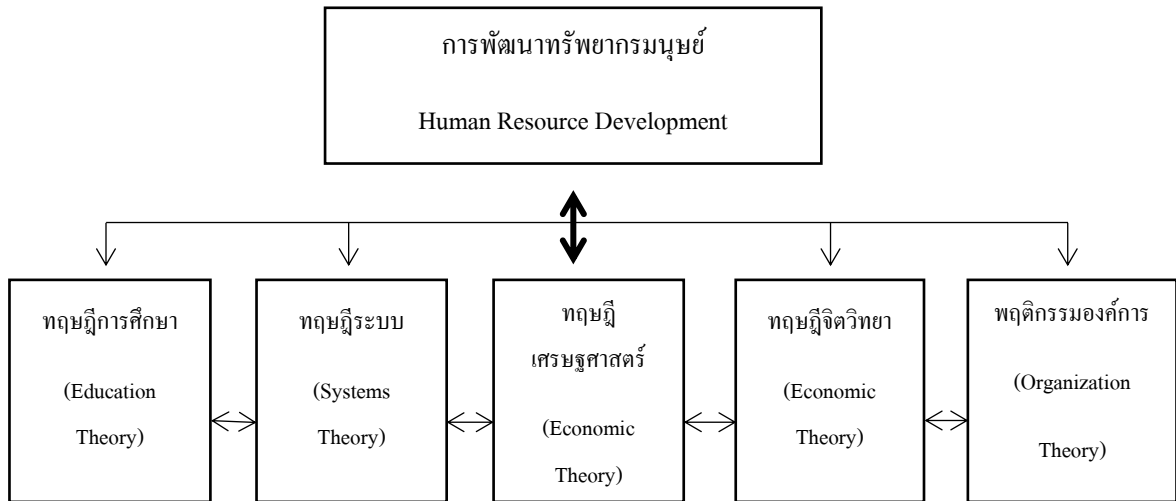 การพัฒนาทรัพยากรมนุษย์
Human Resource Development
ทฤษฎีการศึกษา
(Education
Theory)
ทฤษฎีระบบ
(Systems
Theory)
ทฤษฎี
เศรษฐศาสตร์
(Economic
Theory)
ทฤษฎีจิตวิทยา
(Economic
Theory)
พฤติกรรมองค์การ
(Organization
Theory)